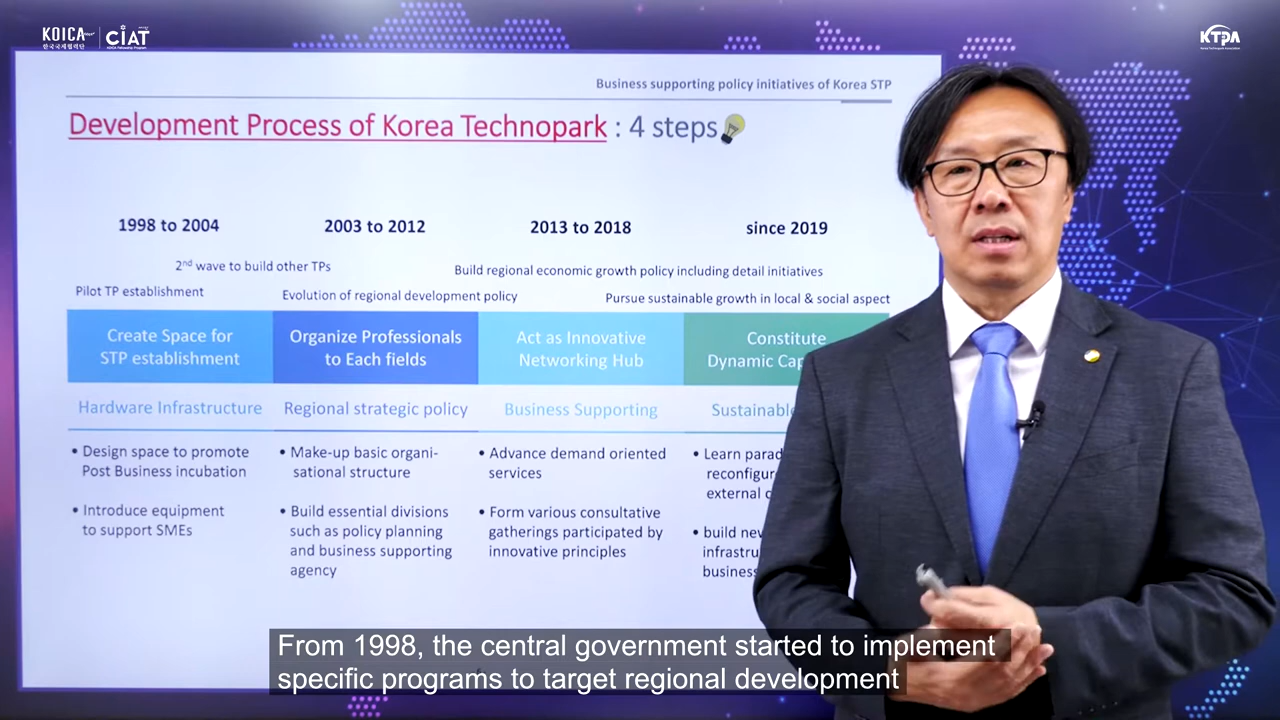 KOICA
한국국제협력단
CIAT
KOICA Fellowship Program
KTPA
Korea Technopark Association
Business supporting policy initiatives of Korea STP
Development Process of Korea Technopark : 4 steps
1998 to 2004
2003 to 2012
2013 to 2018
since 2019
2nd wave to build other TPs
Build regional economic growth policy including detail initiatives
Pilot TP establishment
Evolution of regional development policy
Pursue sustainable growth in local & social aspect
Create Space for
STP establishment
Organize Professionals
to Each fields
Act as Innovative
Networking Hub
Constitute
Dynamic Cap
Hardware Infrastructure
Regional strategic policy
Business Supporting
Sustainable
• Design space to promote
Post Business incubation
• Introduce equipment
to support SMEs
• Make-up basic organi-
sational structure
• Build essential divisions
such as policy planning
and business supporting
agency
• Advance demand oriented
services
• Form various consultative
gatherings participated by
innovative principles
• Learn parad
reconfigur
external c
• build nev
infrastru
business
From 1998, the central government started to implement
specific programs to target regional development